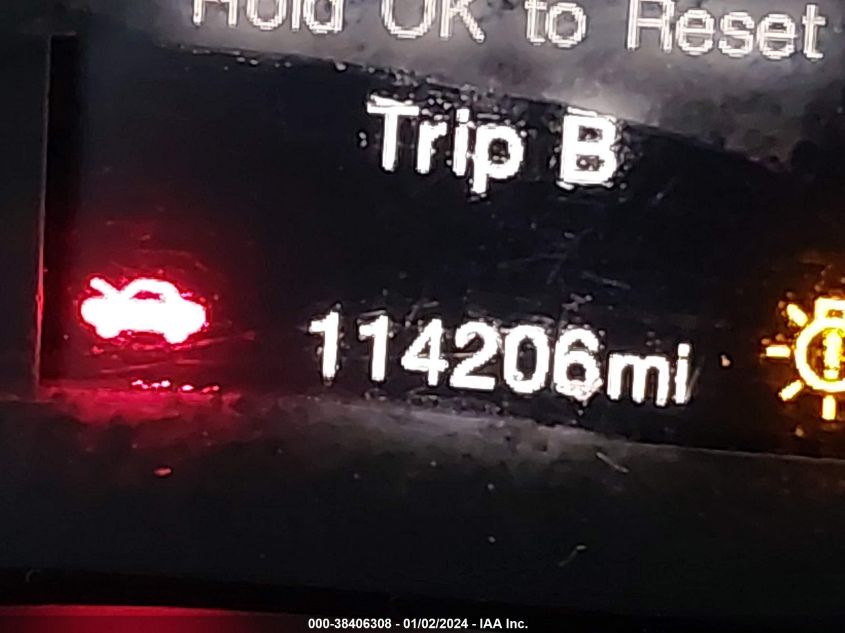 Hold OK to Reset
Trip B
114206mi
000-38406308 - 01/02/2024 - IAA Inc.